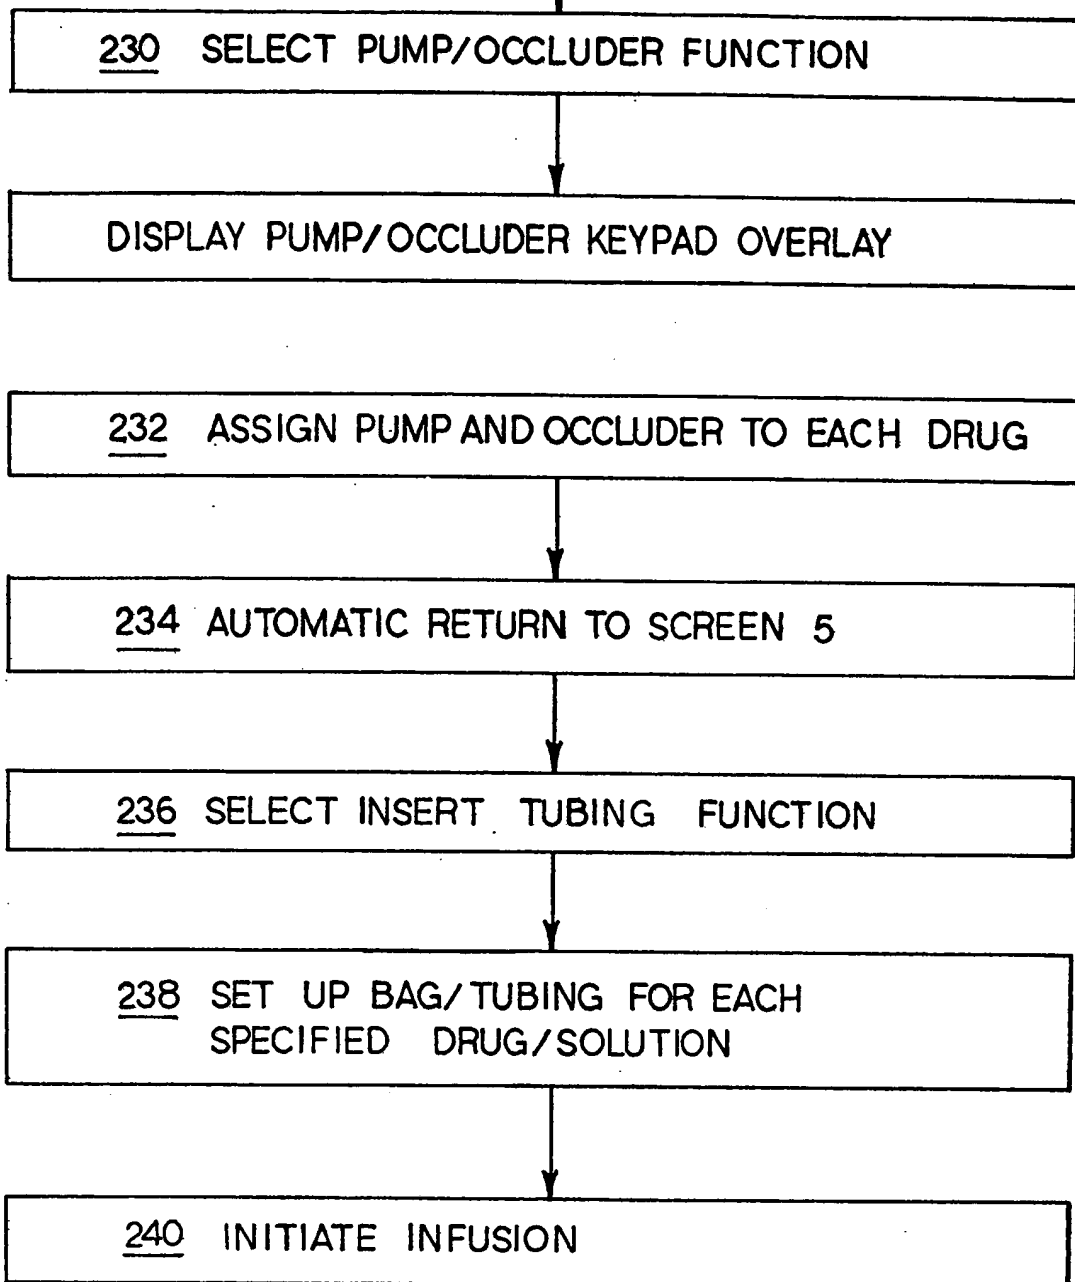 230 SELECT PUMP/OCCLUDER FUNCTION
DISPLAY PUMP/OCCLUDER KEYPAD OVERLAY
232 ASSIGN PUMP AND OCCLUDER TO EACH DRUG
234 AUTOMATIC RETURN TO SCREEN 5
236 SELECT INSERT TUBING FUNCTION
238 SET UP BAG/TUBING FOR EACH
SPECIFIED DRUG/SOLUTION
240 INITIATE INFUSION